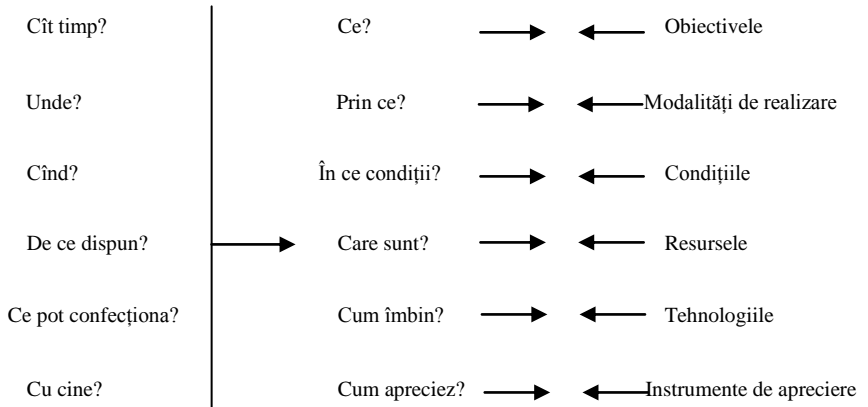 Cît timp? Ce? Obiectivele
Unde? Prin ce? Modalități de realizare
Cînd? În ce condiții? Condițiile
De ce dispun? Care sunt? Resursele
Ce pot confecționa? Cum îmbin? Tehnologiile
Cu cine? Cum apreciez? Instrumente de apreciere